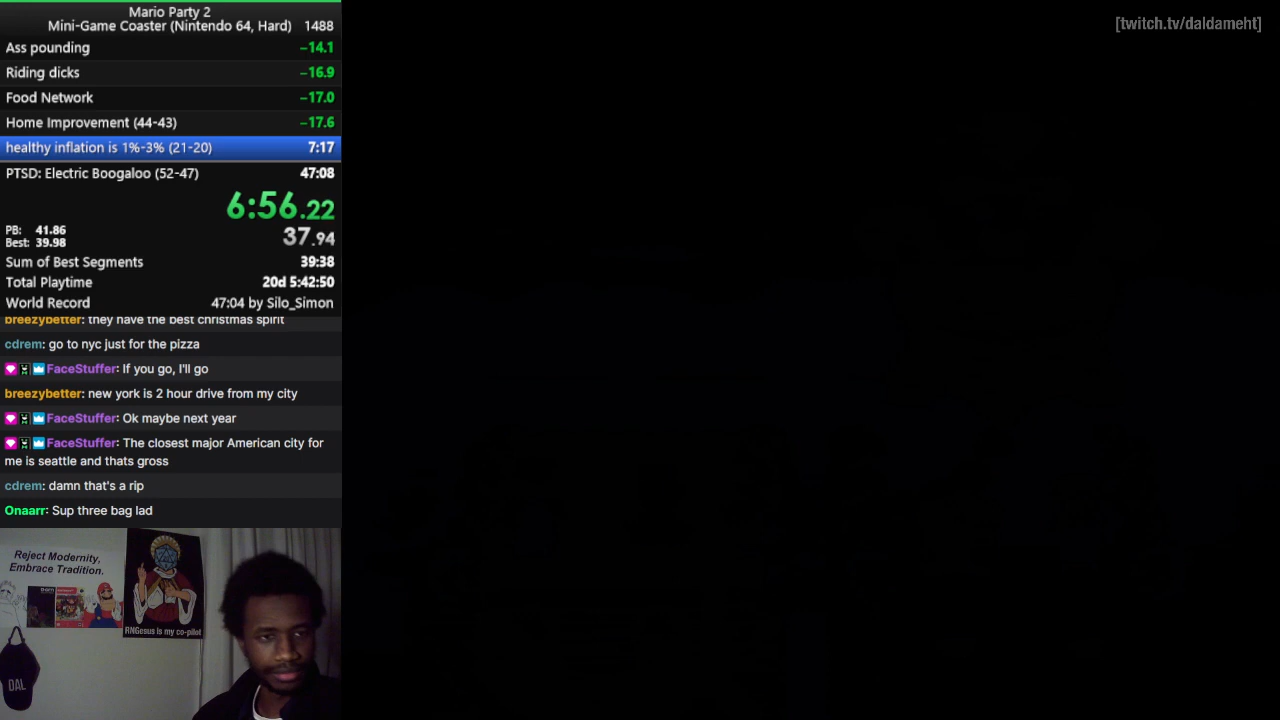 Mario Party 2
Mini-Game Coaster (Nintendo 64, Hard) 1488
Ass pounding -14.1
Riding dicks -16.9
Food Network -17.0
Home Improvement (44-43) -17.6
healthy inflation is 1%-3% (21-20) 7:17
PTSD: Electric Boogaloo (52-47) 47:08
6:56.22
PB: 41.86
Best: 39.98
37.94
Sum of Best Segments 39:38
Total Playtime 20d 5:42:50
World Record 47:04 by Silo_Simon
breezybetter: they have the best christmas spirit
cdrem: go to nyc just for the pizza
FaceStuffer: If you go, I'll go
breezybetter: new york is 2 hour drive from my city
FaceStuffer: Ok maybe next year
FaceStuffer: The closest major American city for
me is seattle and thats gross
cdrem: damn that's a rip
Onaarr: Sup three bag lad
[twitch.tv/daldameht]
Reject Modernity,
Embrace Tradition.
RNGesus is my co-pilot
DAL